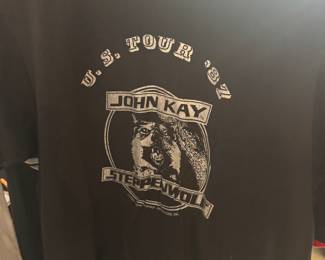 U.S. TOUR '87
JOHN KAY
STEPPENWOLF